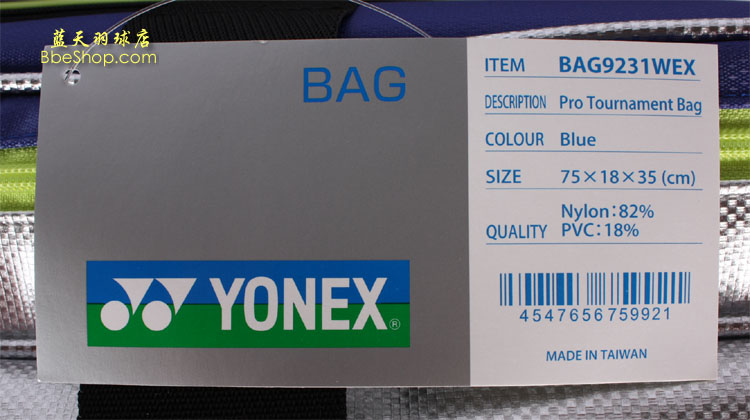 蓝天羽球店
BbeShop.com
BAG
YONEX®
ITEM BAG9231WEX
DESCRIPTION Pro Tournament Bag
COLOUR Blue
SIZE 75×18×35 (cm)
QUALITY Nylon:82%
PVC:18%
4547656759921
MADE IN TAIWAN